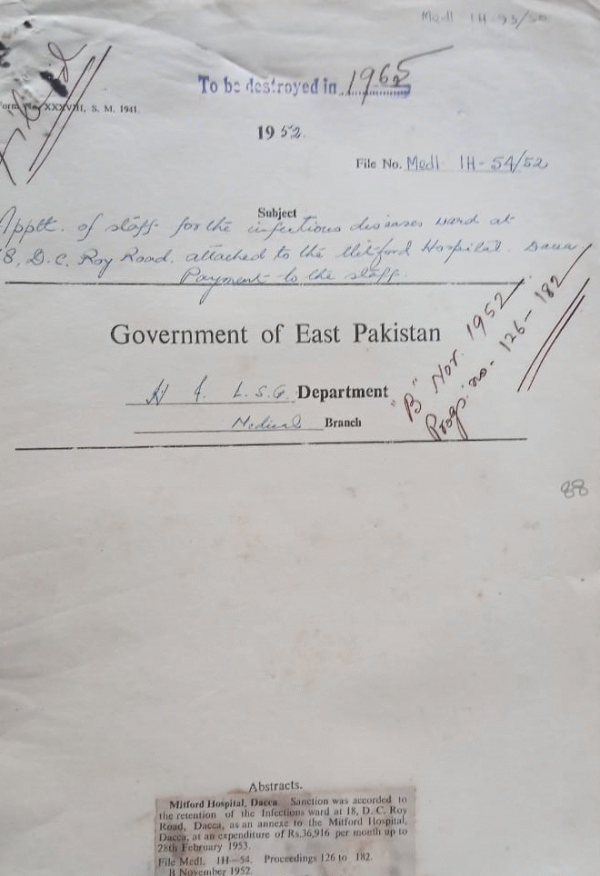 Medl 1H-93/50
To be destroyed in 1965
Form No. XXXVIII, S. M. 1941.
1952.
File No. Medl 1H-54/52
Subject
Apptt. of staff for the infectious diseases ward at
18, D.C. Roy Road, attached to the Mitford Hospital, Dacca
Payment to the staff.
Government of East Pakistan
H & L.S.G. Department
Medical Branch
"B" Nov. 1952
Progs. no- 126-182
88
Abstracts.
Mitford Hospital, Dacca. Sanction was accorded to
the retention of the Infections ward at 18, D. C. Roy
Road, Dacca, as an annexe to the Mitford Hospital,
Dacca, at an expenditure of Rs.36,916 per month up to
28th February 1953.
File Medl. 1H—54. Proceedings 126 to 182.
B November 1952.